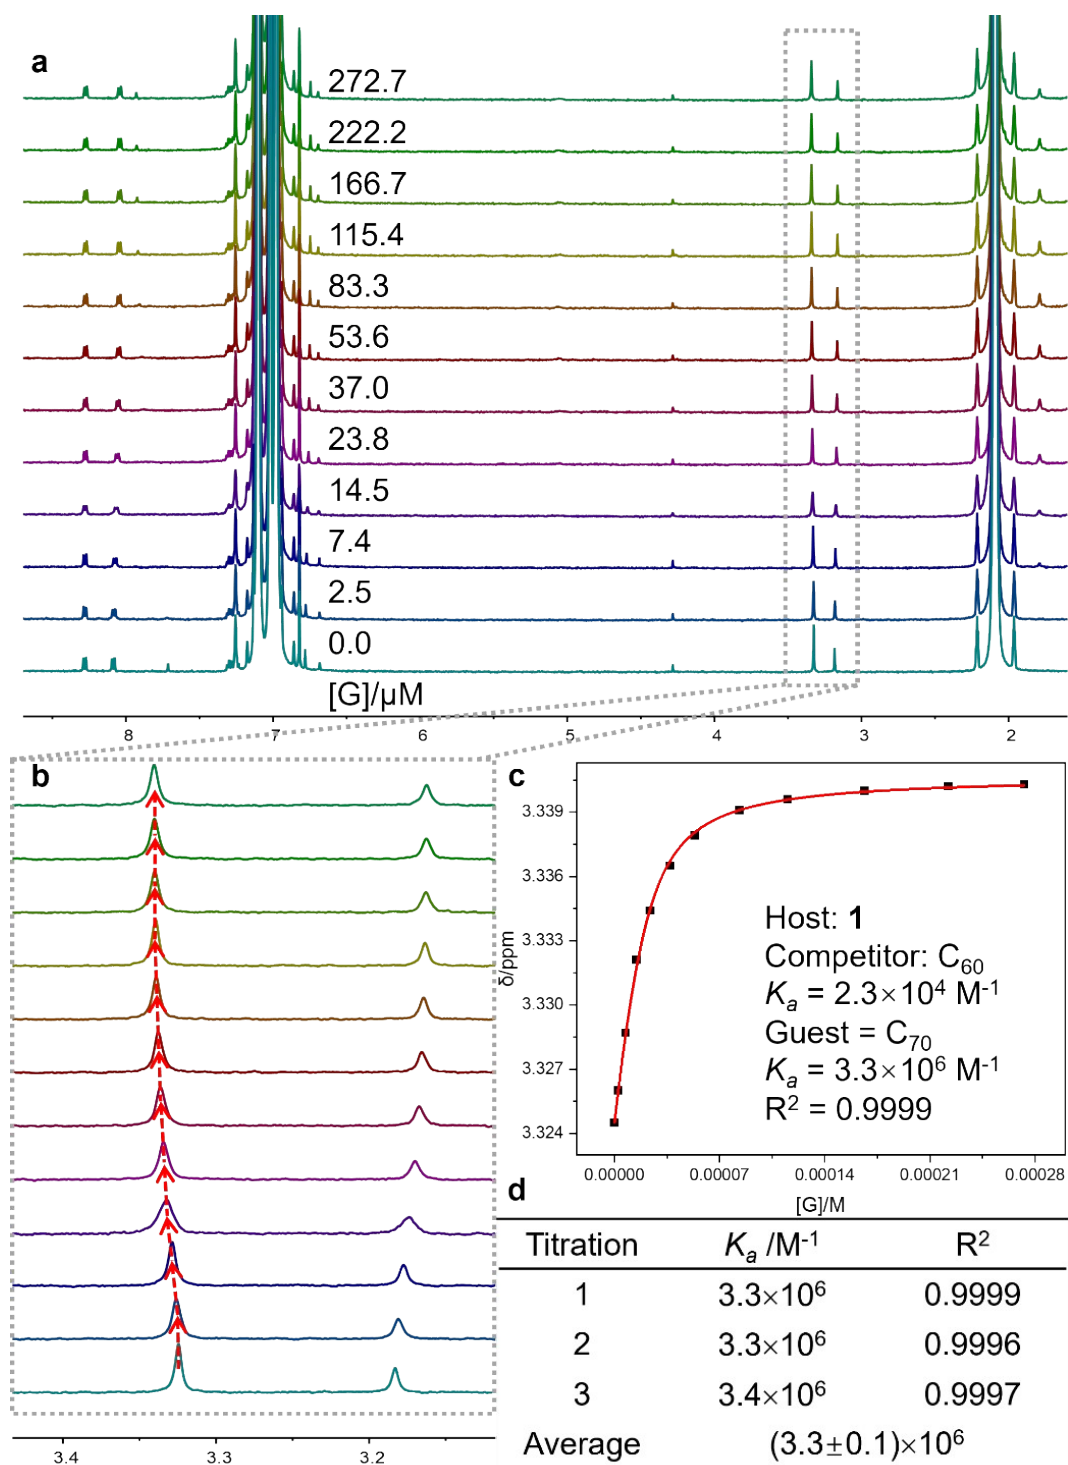 a
272.7
222.2
166.7
115.4
83.3
53.6
37.0
23.8
14.5
7.4
2.5
0.0
[G]/μM
8 7 6 5 4 3 2
b
3.4 3.3 3.2
c
3.339
3.336
3.333
3.330
3.327
3.324
δ/ppm
Host: 1
Competitor: C₆₀
Kₐ = 2.3×10⁴ M⁻¹
Guest = C₇₀
Kₐ = 3.3×10⁶ M⁻¹
R² = 0.9999
0.00000 0.00007 0.00014 0.00021 0.00028
[G]/M
d
Titration Kₐ /M⁻¹ R²
1 3.3×10⁶ 0.9999
2 3.3×10⁶ 0.9996
3 3.4×10⁶ 0.9997
Average (3.3±0.1)×10⁶